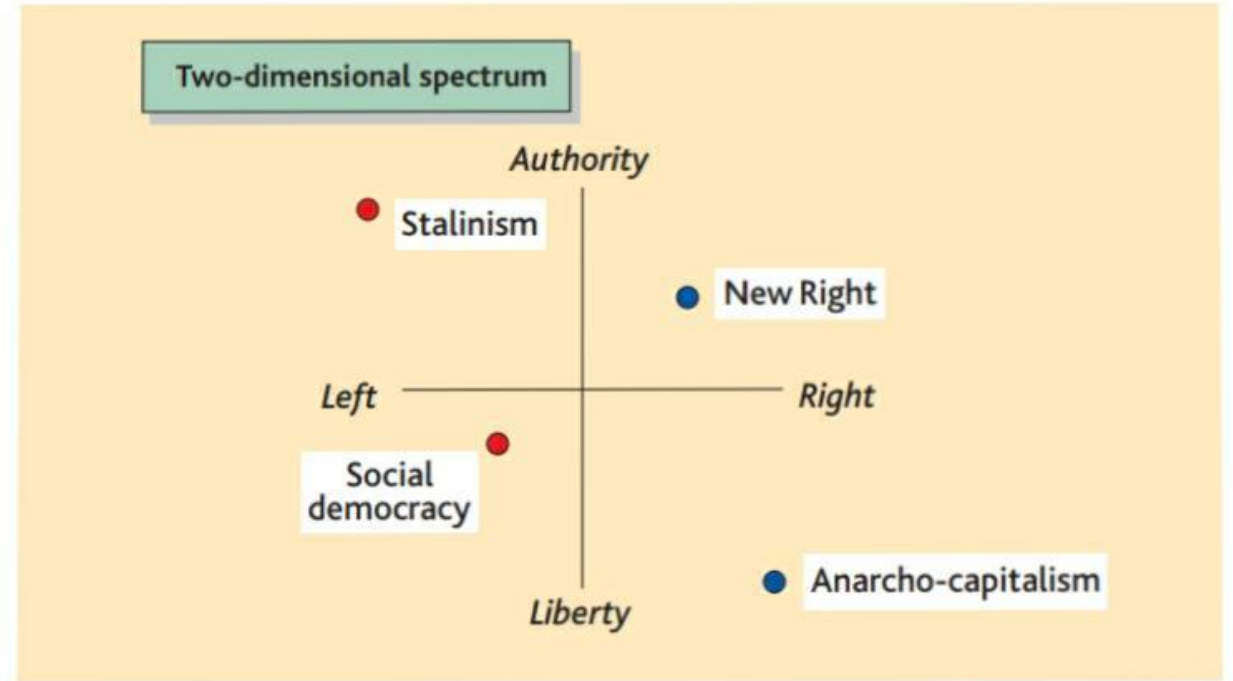 Two-dimensional spectrum
Authority
Stalinism
New Right
Left
Right
Social
democracy
Anarcho-capitalism
Liberty